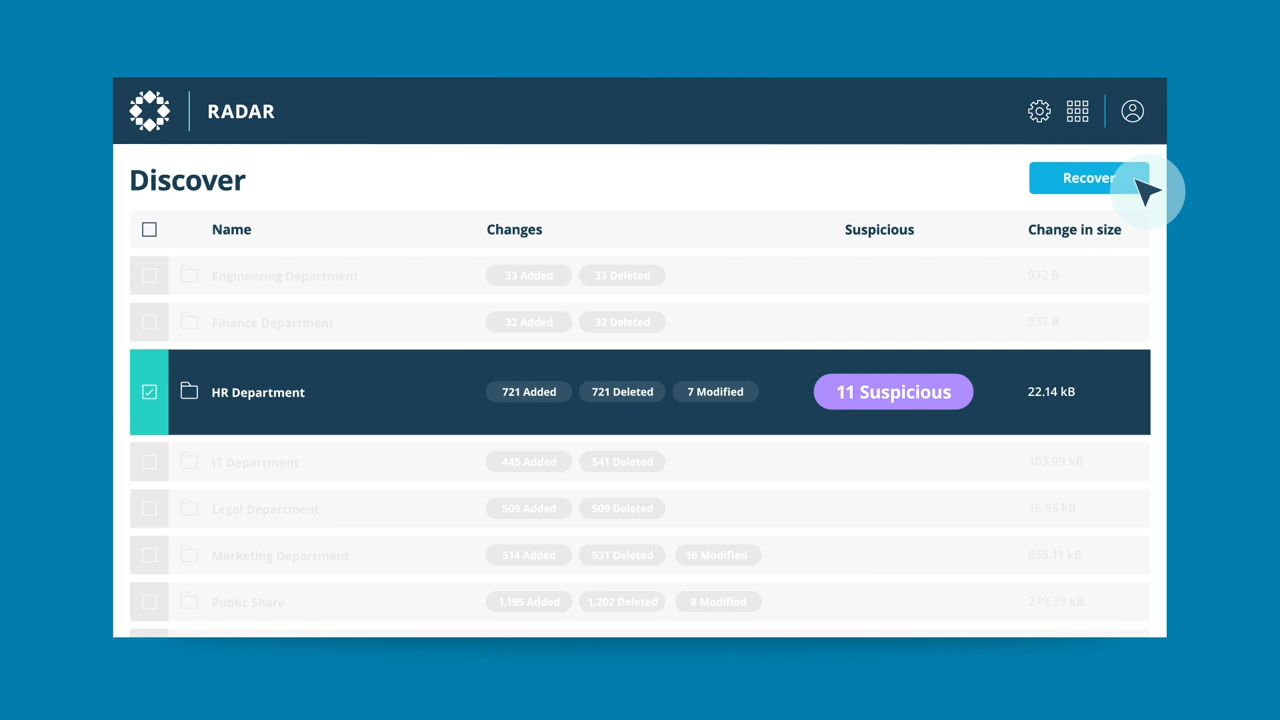 RADAR
Discover
Recover
Name Changes Suspicious Change in size
Engineering Department 33 Added 33 Deleted 932 B
Finance Department 32 Added 32 Deleted 937 B
HR Department 721 Added 721 Deleted 7 Modified 11 Suspicious 22.14 kB
IT Department 445 Added 541 Deleted 103.99 kB
Legal Department 509 Added 509 Deleted 16.95 kB
Marketing Department 514 Added 531 Deleted 16 Modified 855.11 kB
Public Share 1,195 Added 1,202 Deleted 8 Modified 249.39 kB